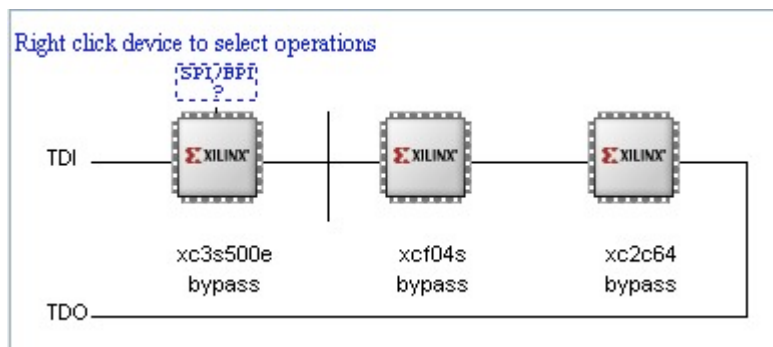 Right click device to select operations
SPI/BPI
?
TDI
XILINX XILINX XILINX
xc3s500e xcf04s xc2c64
bypass bypass bypass
TDO